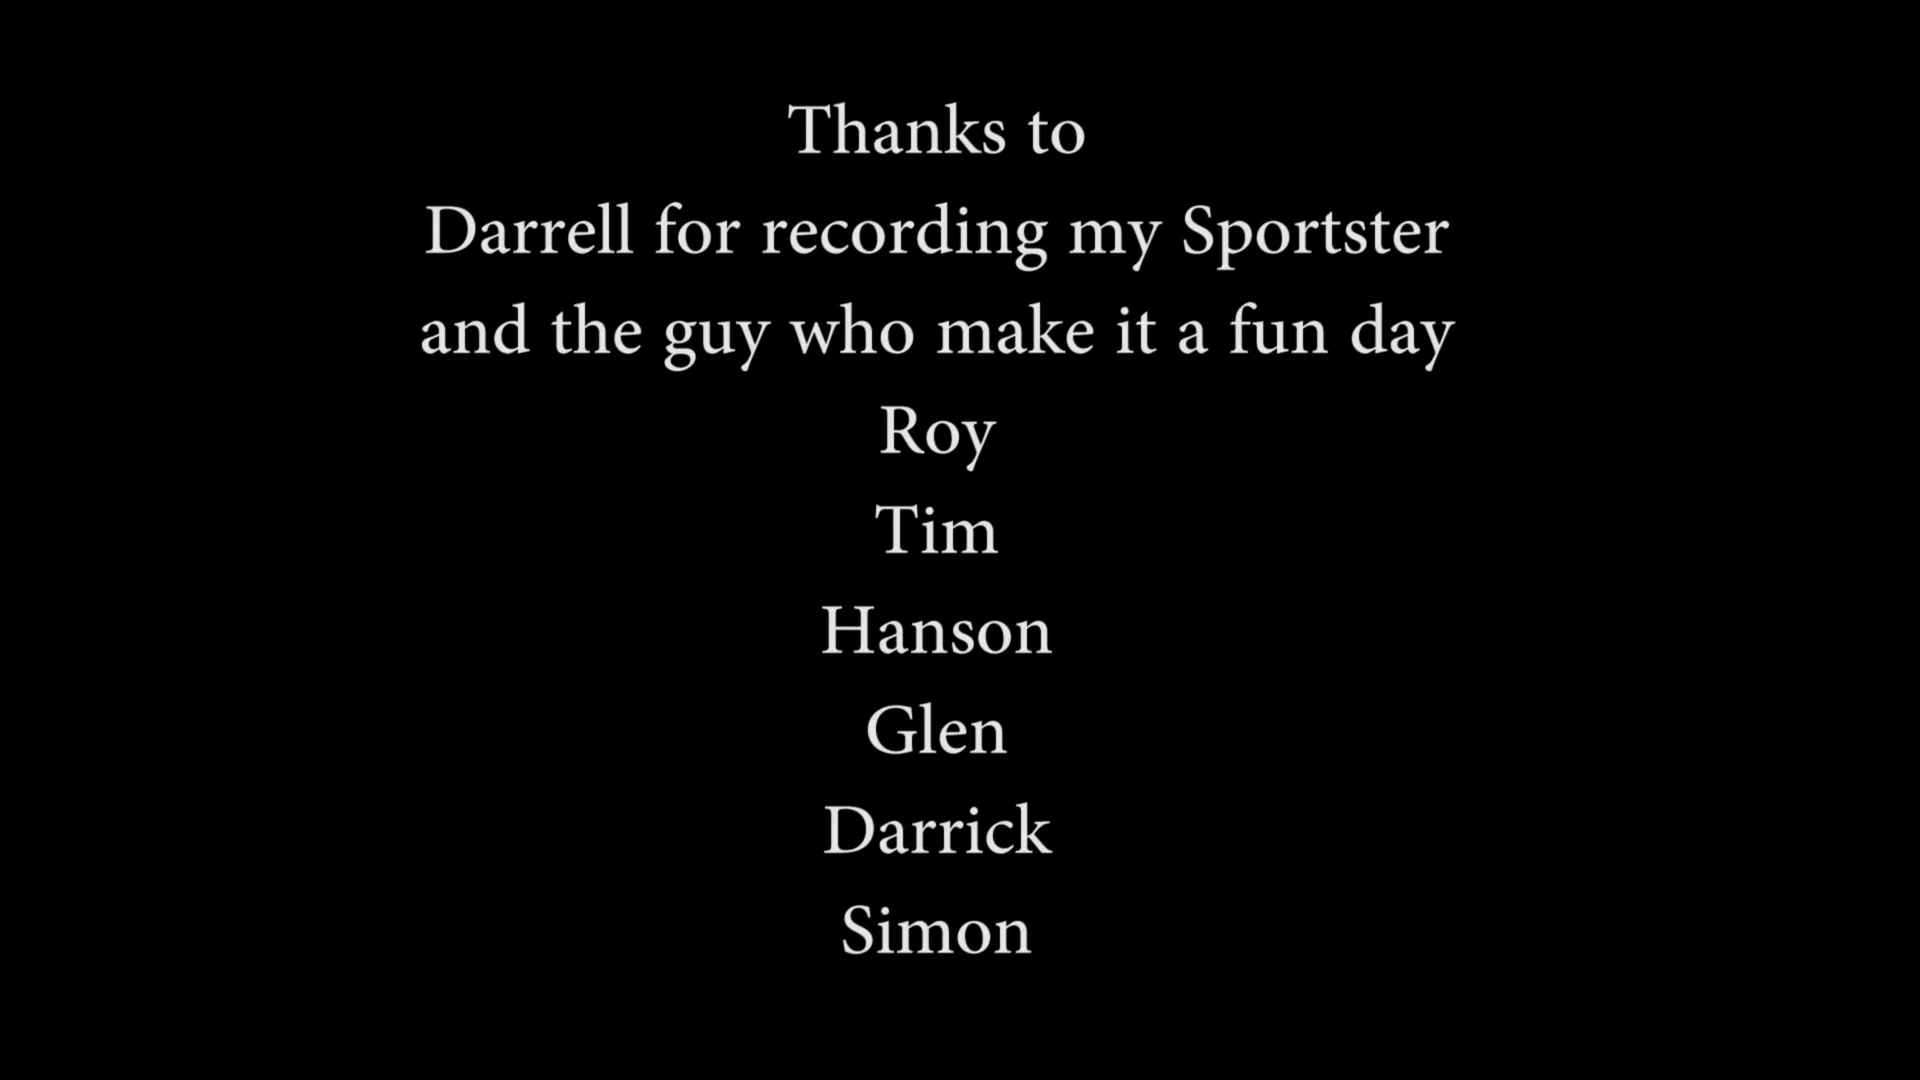 Thanks to
Darrell for recording my Sportster
and the guy who make it a fun day
Roy
Tim
Hanson
Glen
Darrick
Simon